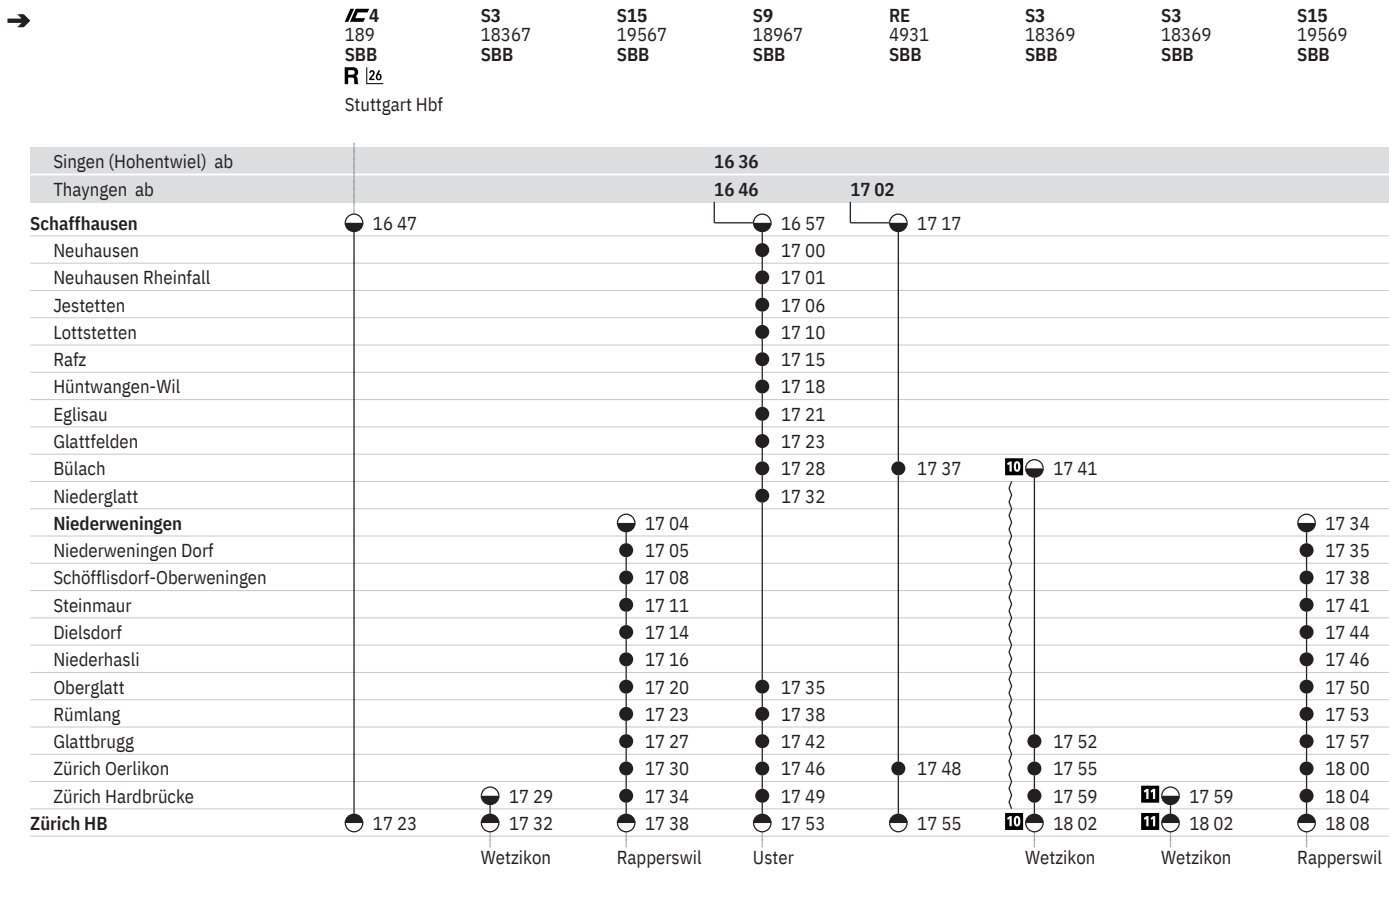 ➔ IC4 S3 S15 S9 RE S3 S3 S15
189 18367 19567 18967 4931 18369 18369 19569
SBB SBB SBB SBB SBB SBB SBB SBB
R 26
Stuttgart Hbf
Singen (Hohentwiel) ab 16 36
Thayngen ab 16 46 17 02
Schaffhausen 16 47 16 57 17 17
Neuhausen 17 00
Neuhausen Rheinfall 17 01
Jestetten 17 06
Lottstetten 17 10
Rafz 17 15
Hüntwangen-Wil 17 18
Eglisau 17 21
Glattfelden 17 23
Bülach 17 28 17 37 10 17 41
Niederglatt 17 32
Niederweningen 17 04 17 34
Niederweningen Dorf 17 05 17 35
Schöfflisdorf-Oberweningen 17 08 17 38
Steinmaur 17 11 17 41
Dielsdorf 17 14 17 44
Niederhasli 17 16 17 46
Oberglatt 17 20 17 35 17 50
Rümlang 17 23 17 38 17 53
Glattbrugg 17 27 17 42 17 52 17 57
Zürich Oerlikon 17 30 17 46 17 48 17 55 18 00
Zürich Hardbrücke 17 29 17 34 17 49 17 59 11 17 59 18 04
Zürich HB 17 23 17 32 17 38 17 53 17 55 10 18 02 11 18 02 18 08
Wetzikon Rapperswil Uster Wetzikon Wetzikon Rapperswil